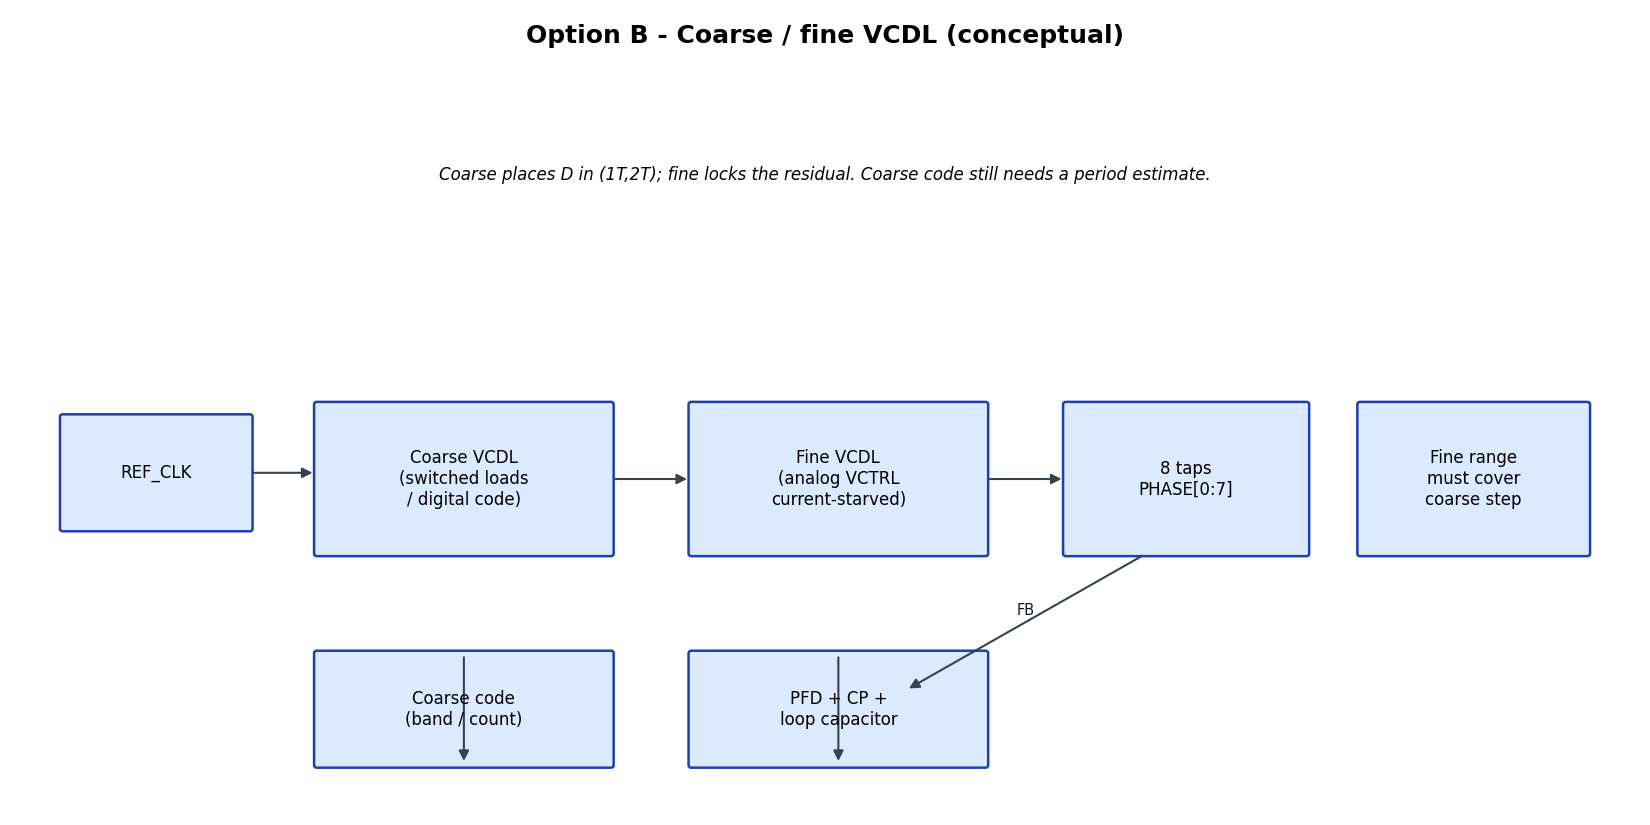 Option B - Coarse / fine VCDL (conceptual)
Coarse places D in (1T,2T); fine locks the residual. Coarse code still needs a period estimate.
REF_CLK
Coarse VCDL
(switched loads
/ digital code)
Fine VCDL
(analog VCTRL
current-starved)
8 taps
PHASE[0:7]
Fine range
must cover
coarse step
FB
Coarse code
(band / count)
PFD + CP +
loop capacitor